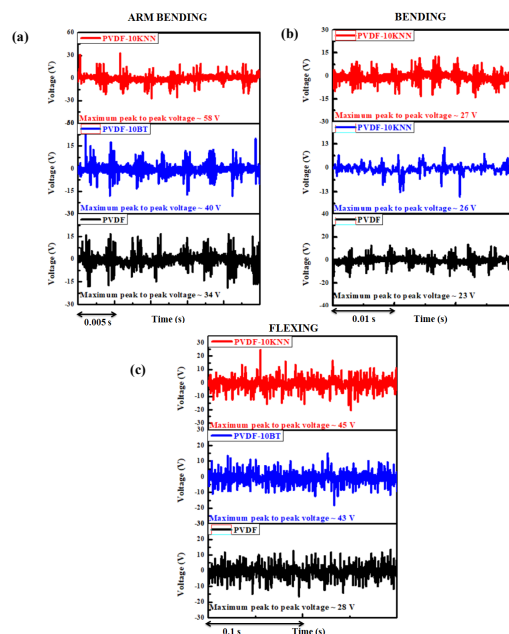 ARM BENDING
(a)
60
30
0
-30
-80
Voltage (V)
PVDF-10KNN
Maximum peak to peak voltage ~ 58 V
15
0
-15
-30
Voltage (V)
PVDF-10BT
Maximum peak to peak voltage ~ 40 V
15
0
-15
-30
Voltage (V)
PVDF
Maximum peak to peak voltage ~ 34 V
0.005 s
Time (s)
BENDING
(b)
30
15
0
-15
-30
Voltage (V)
PVDF-10KNN
Maximum peak to peak voltage ~ 27 V
13
0
-13
Voltage (V)
PVDF-10KNN
Maximum peak to peak voltage ~ 26 V
40
20
0
-20
-40
Voltage (V)
PVDF
Maximum peak to peak voltage ~ 23 V
0.01 s
Time (s)
FLEXING
(c)
30
20
10
0
-10
-20
-30
Voltage (V)
PVDF-10KNN
Maximum peak to peak voltage ~ 45 V
30
20
10
0
-10
-30
Voltage (V)
PVDF-10BT
Maximum peak to peak voltage ~ 43 V
30
20
10
0
-10
-20
-30
Voltage (V)
PVDF
Maximum peak to peak voltage ~ 28 V
0.1 s
Time (s)